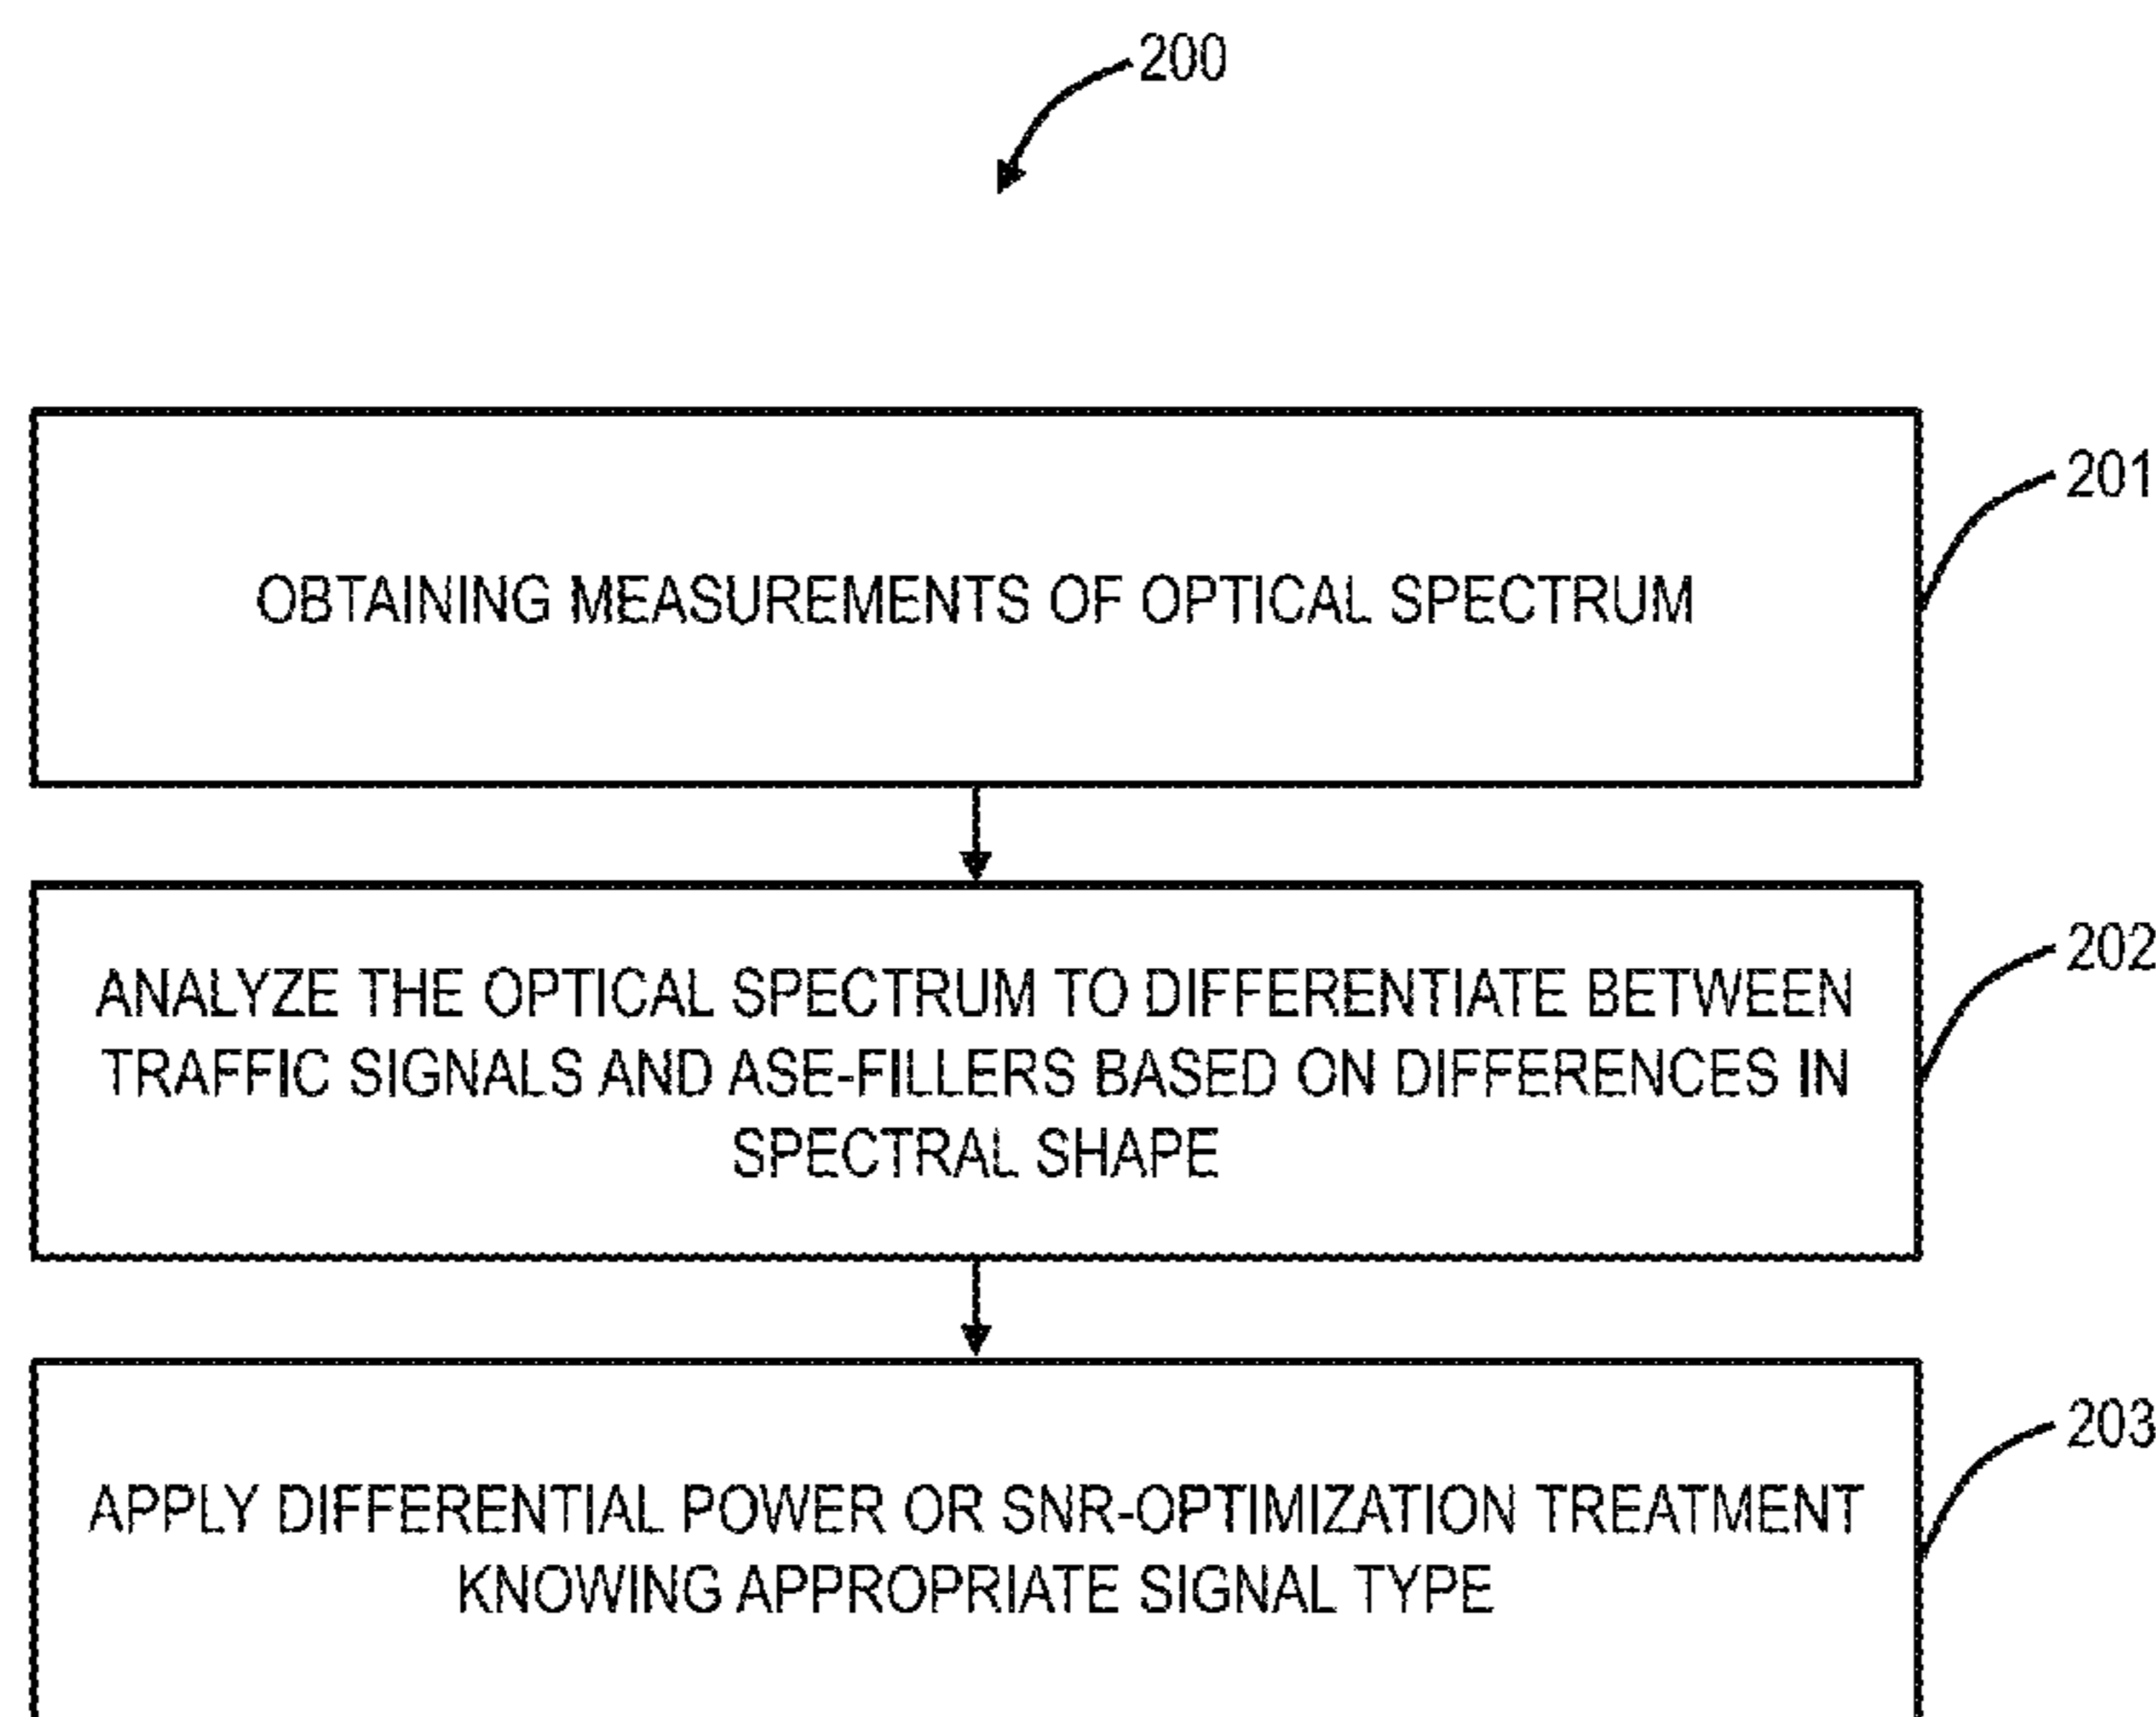 200
201
OBTAINING MEASUREMENTS OF OPTICAL SPECTRUM
202
ANALYZE THE OPTICAL SPECTRUM TO DIFFERENTIATE BETWEEN
TRAFFIC SIGNALS AND ASE-FILLERS BASED ON DIFFERENCES IN
SPECTRAL SHAPE
203
APPLY DIFFERENTIAL POWER OR SNR-OPTIMIZATION TREATMENT
KNOWING APPROPRIATE SIGNAL TYPE